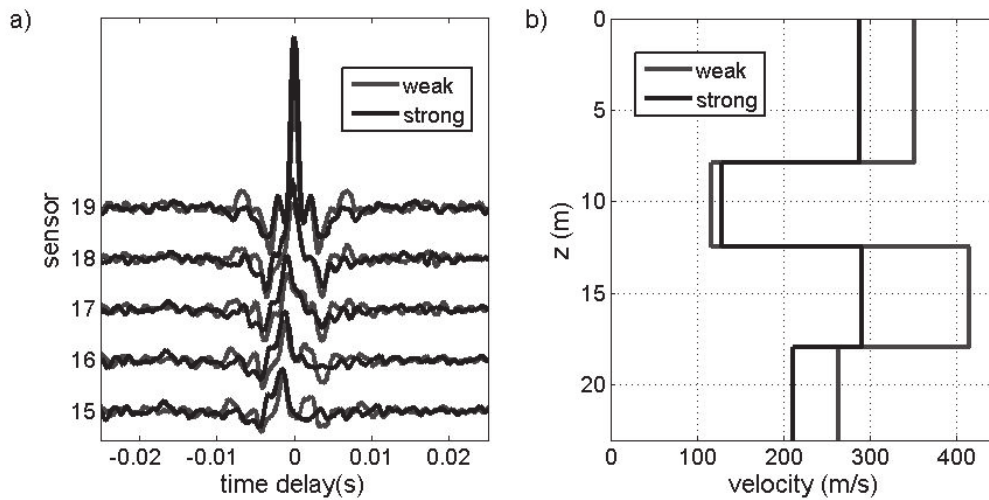 a)
weak
strong
sensor
19
18
17
16
15
-0.02 -0.01 0 0.01 0.02
time delay(s)
b)
weak
strong
z (m)
0
5
10
15
20
0 100 200 300 400
velocity (m/s)